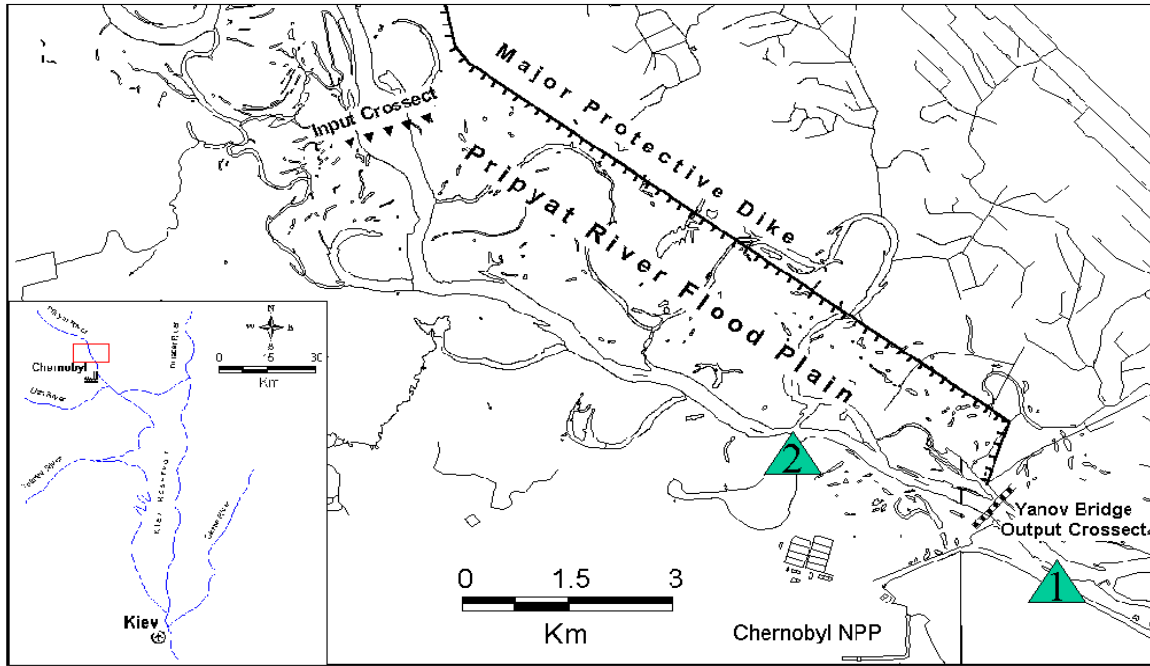 Major Protective Dike
Input Crossect
Pripyat River Flood Plain
N
W
E
S
0 15 30
Km
Chernobyl
Kiev
2
Yanov Bridge
Output Crossect
1
0 1.5 3
Km
Chernobyl NPP